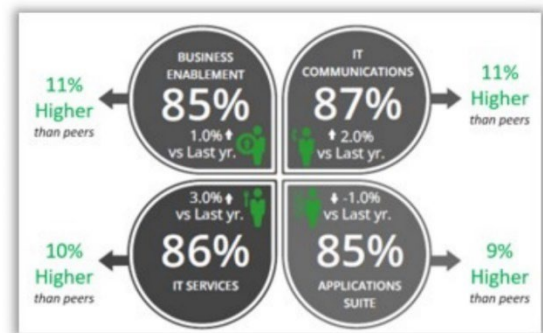 BUSINESS
ENABLEMENT
85%
1.0%
vs Last yr.
11%
Higher
than peers
IT
COMMUNICATIONS
87%
2.0%
vs Last yr.
11%
Higher
than peers
3.0%
vs Last yr.
86%
IT SERVICES
10%
Higher
than peers
-1.0%
vs Last yr.
85%
APPLICATIONS
SUITE
9%
Higher
than peers